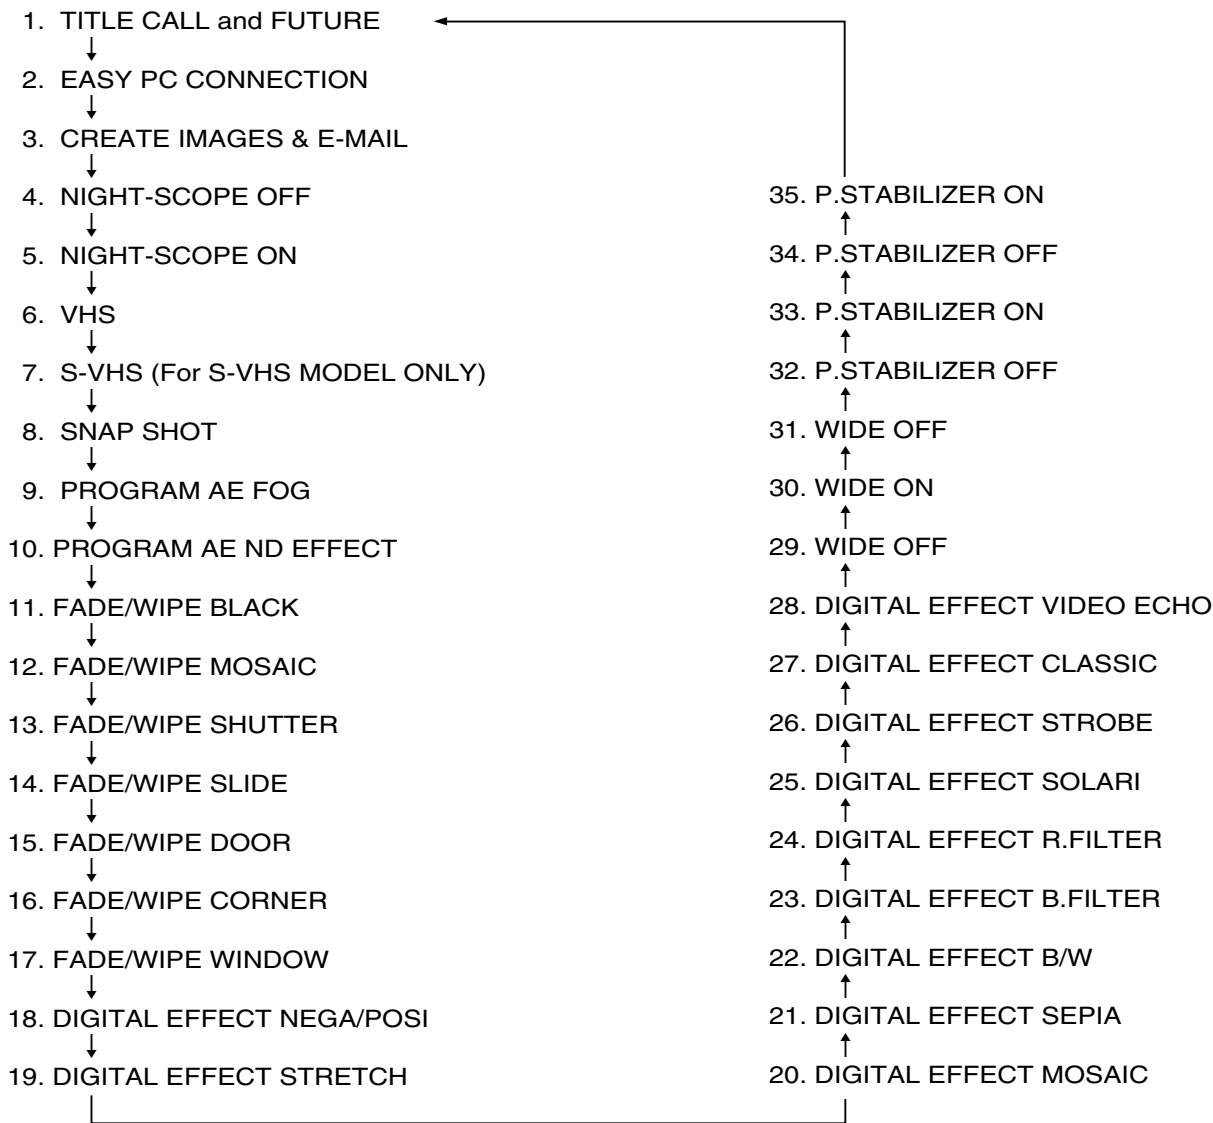 1. TITLE CALL and FUTURE
2. EASY PC CONNECTION
3. CREATE IMAGES & E-MAIL
4. NIGHT-SCOPE OFF
5. NIGHT-SCOPE ON
6. VHS
7. S-VHS (For S-VHS MODEL ONLY)
8. SNAP SHOT
9. PROGRAM AE FOG
10. PROGRAM AE ND EFFECT
11. FADE/WIPE BLACK
12. FADE/WIPE MOSAIC
13. FADE/WIPE SHUTTER
14. FADE/WIPE SLIDE
15. FADE/WIPE DOOR
16. FADE/WIPE CORNER
17. FADE/WIPE WINDOW
18. DIGITAL EFFECT NEGA/POSI
19. DIGITAL EFFECT STRETCH
35. P.STABILIZER ON
34. P.STABILIZER OFF
33. P.STABILIZER ON
32. P.STABILIZER OFF
31. WIDE OFF
30. WIDE ON
29. WIDE OFF
28. DIGITAL EFFECT VIDEO ECHO
27. DIGITAL EFFECT CLASSIC
26. DIGITAL EFFECT STROBE
25. DIGITAL EFFECT SOLARI
24. DIGITAL EFFECT R.FILTER
23. DIGITAL EFFECT B.FILTER
22. DIGITAL EFFECT B/W
21. DIGITAL EFFECT SEPIA
20. DIGITAL EFFECT MOSAIC